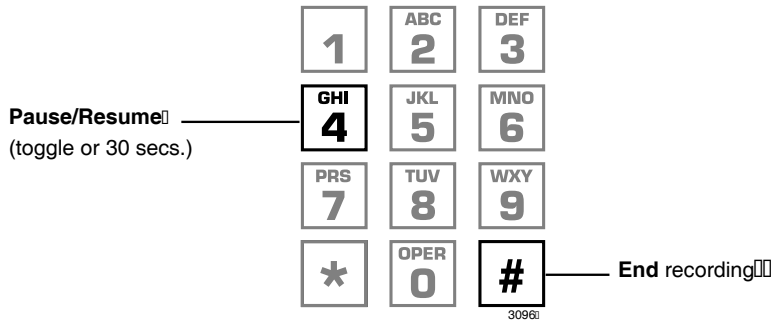 1
ABC
2
DEF
3
Pause/Resume
(toggle or 30 secs.)
GHI
4
JKL
5
MNO
6
PRS
7
TUV
8
WXY
9
*
OPER
0
#
End recording
3096